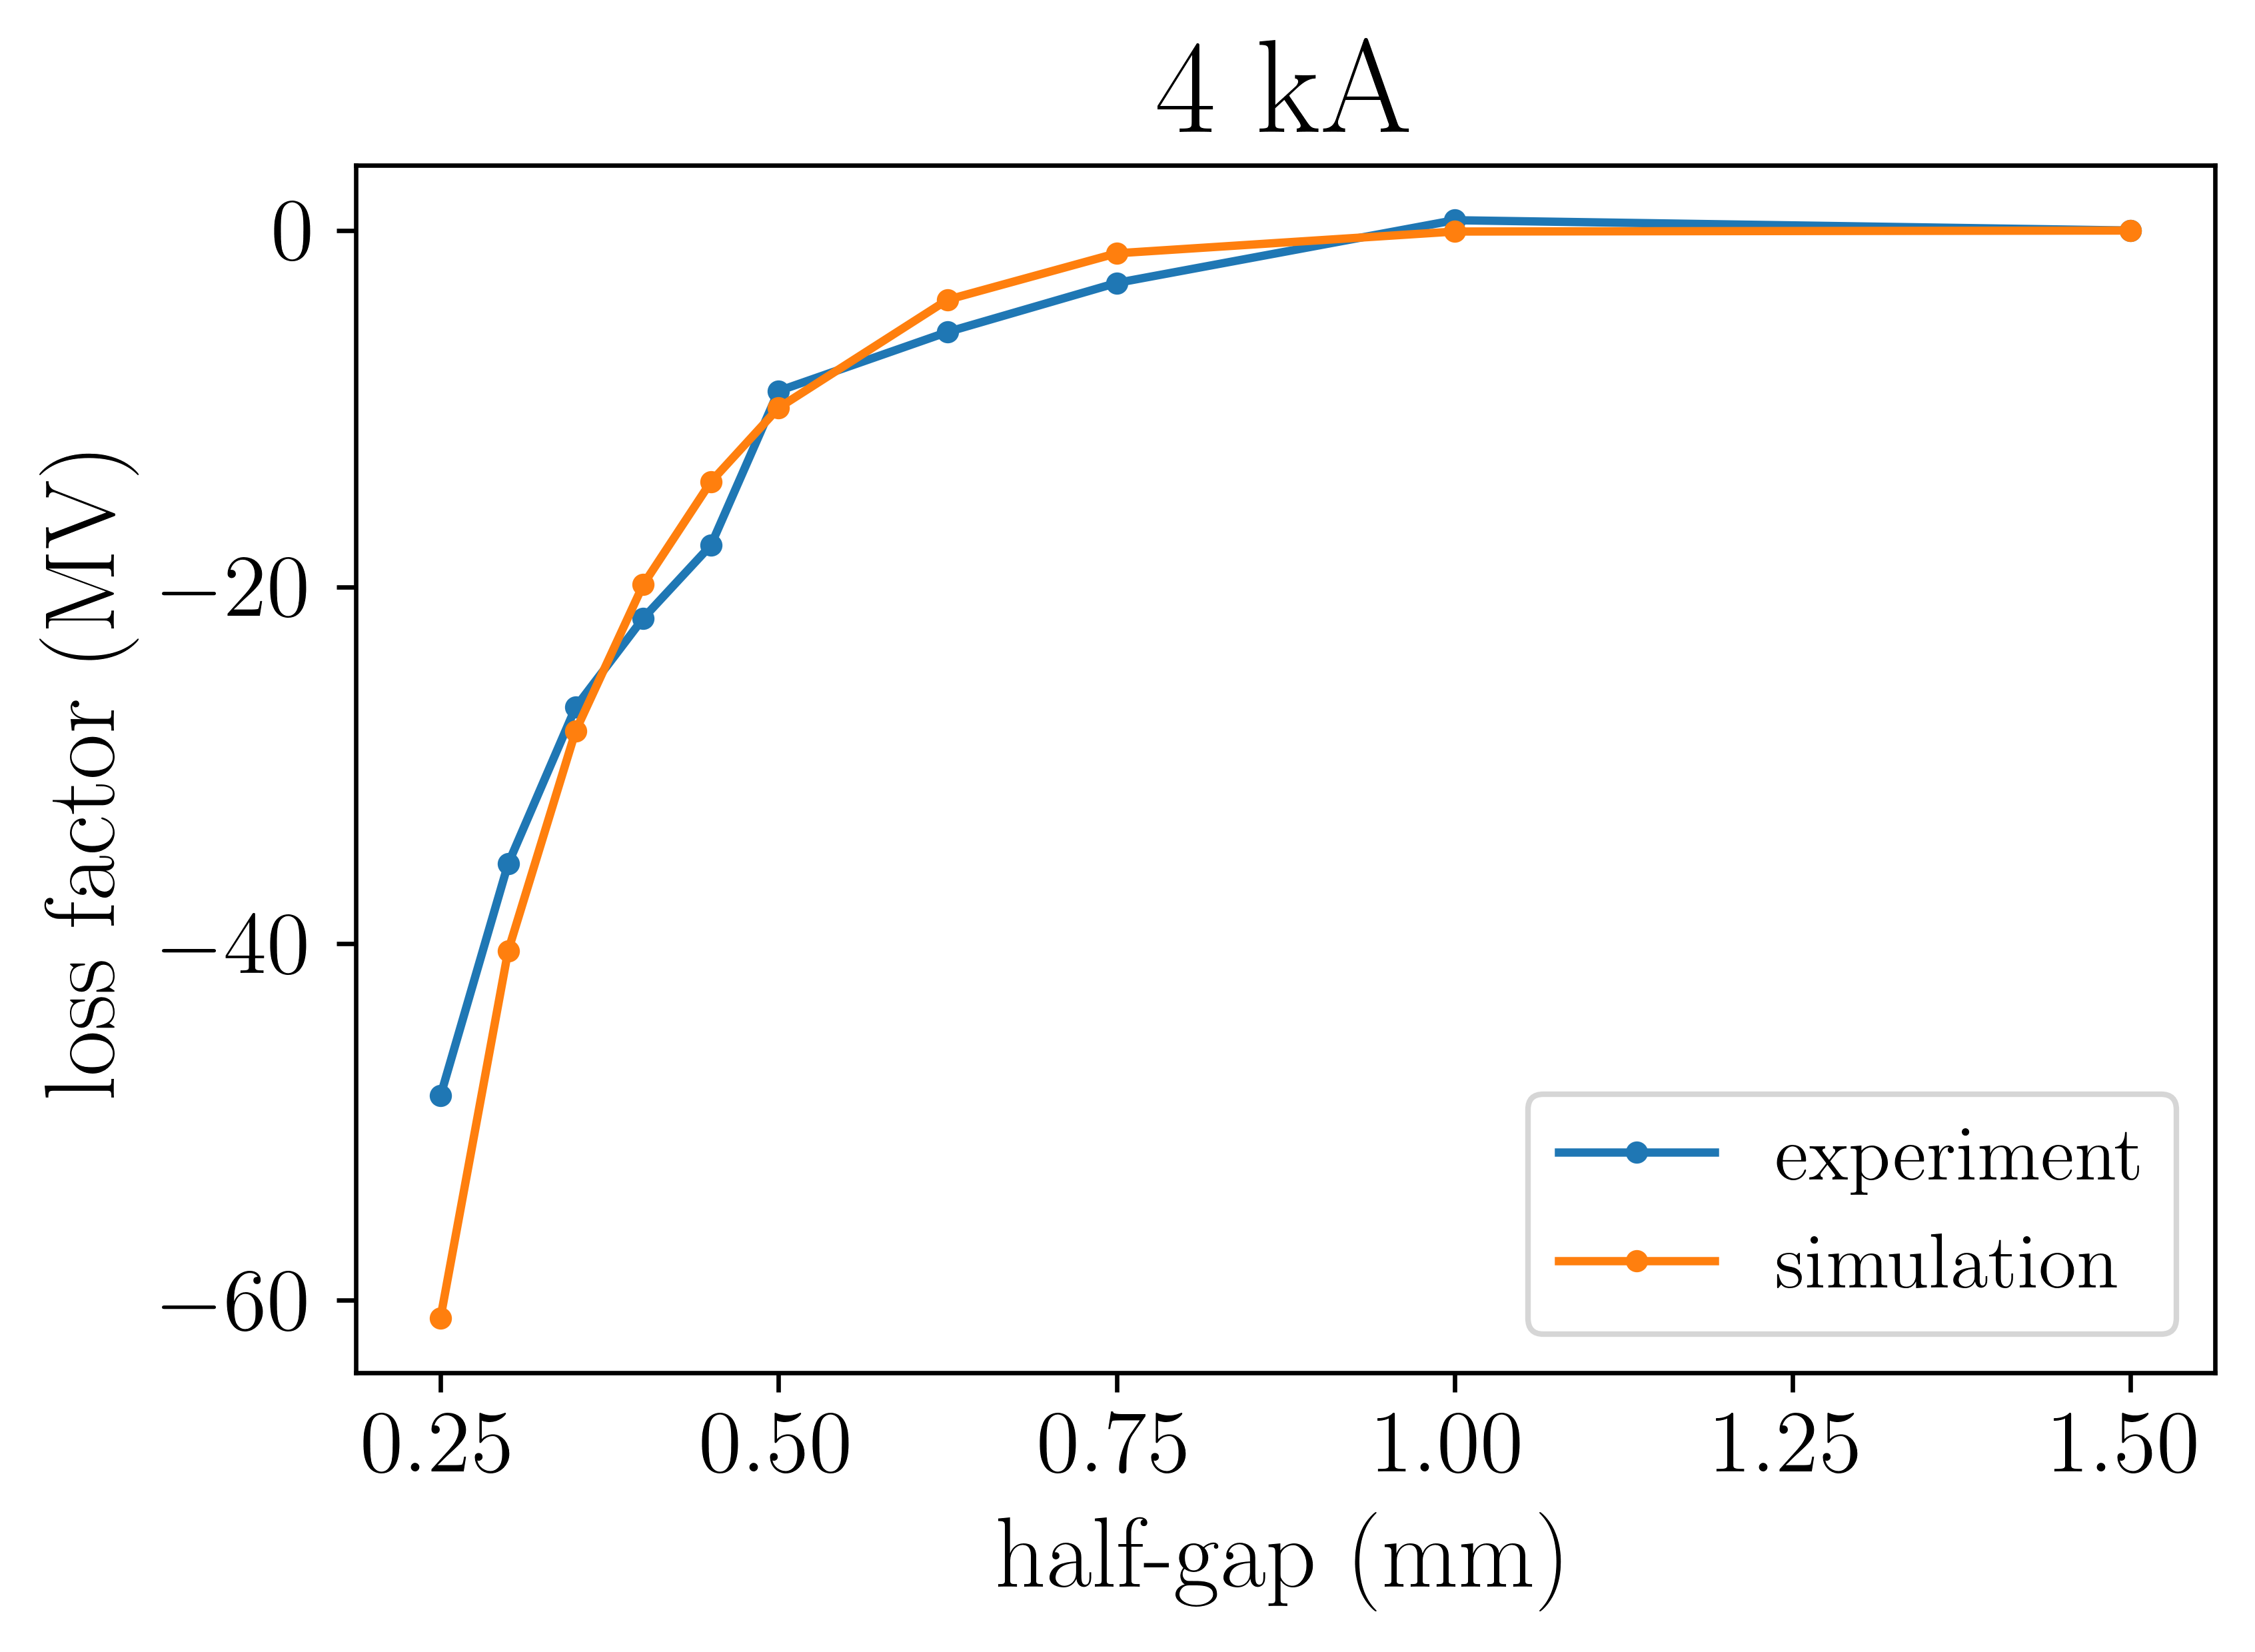 4 kA
loss factor (MV)
0
−20
−40
−60
experiment
simulation
0.25 0.50 0.75 1.00 1.25 1.50
half-gap (mm)